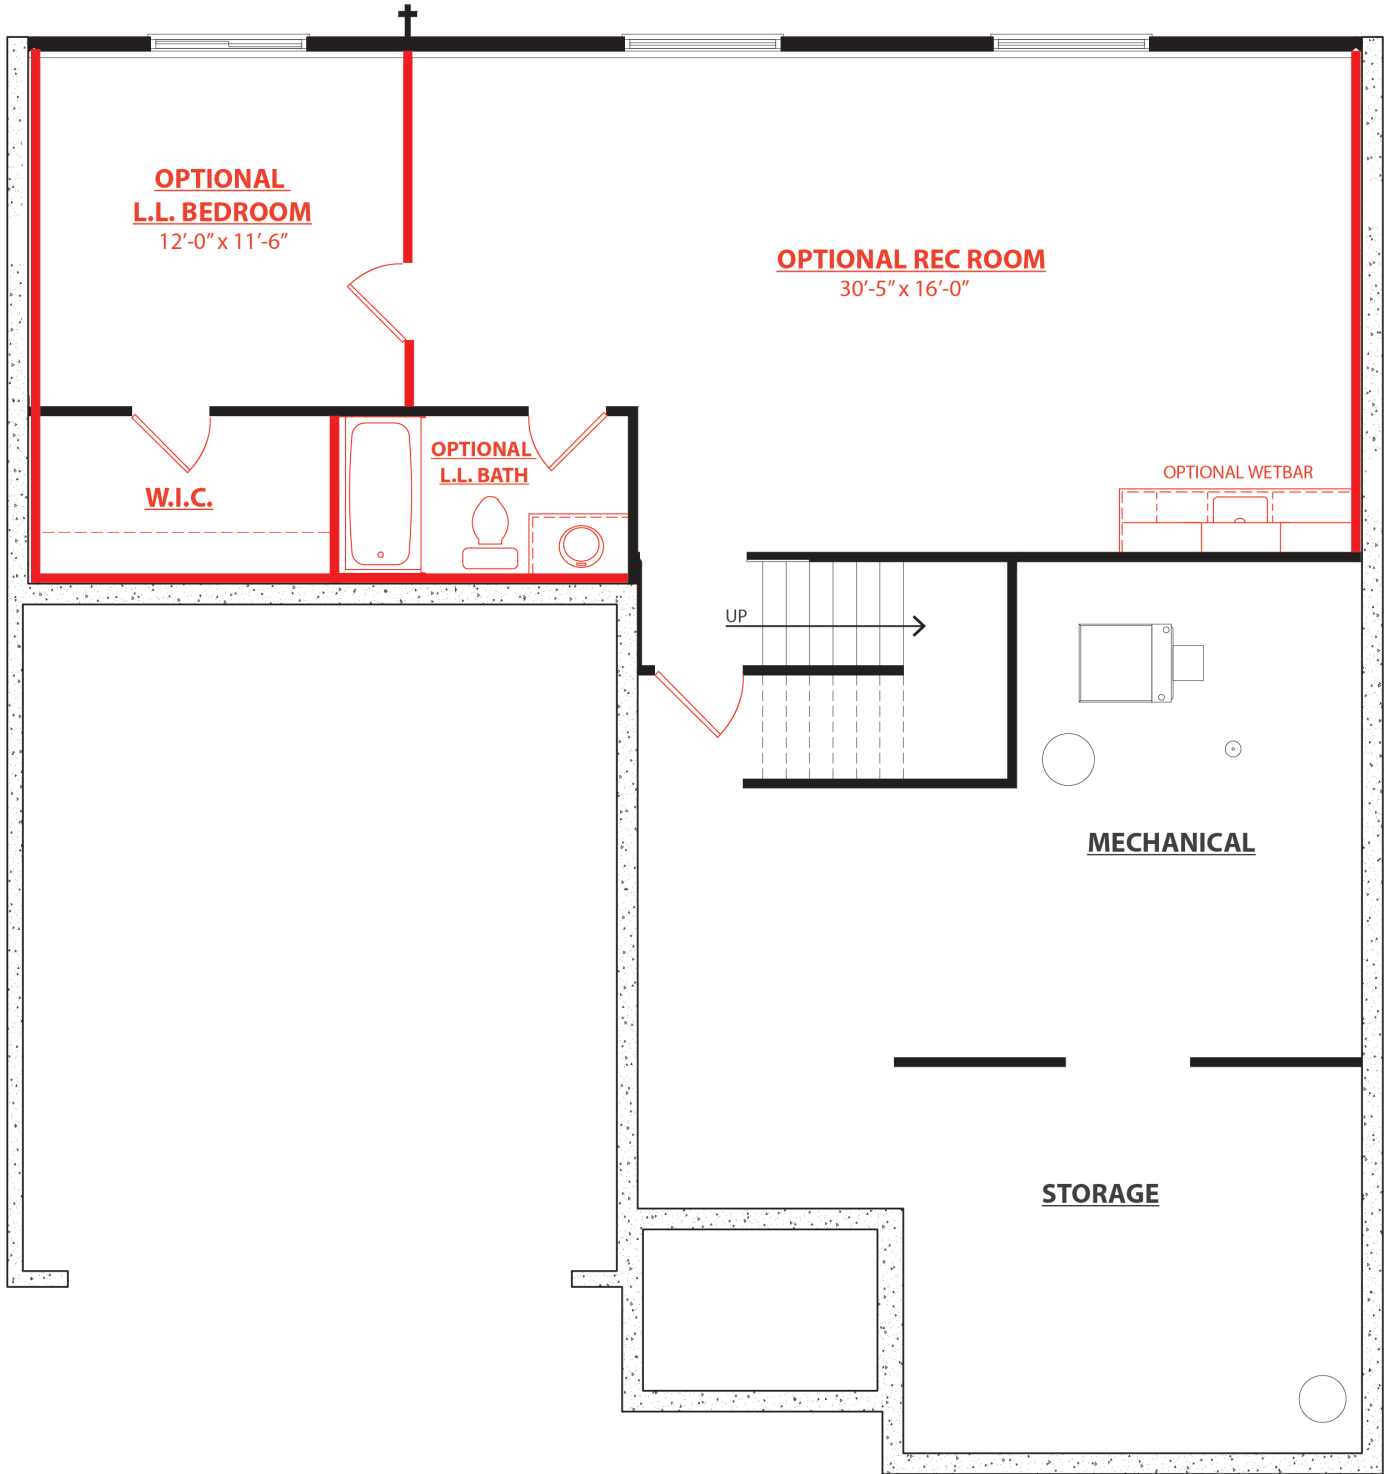 OPTIONAL
L.L. BEDROOM
12’-0” x 11’-6”
OPTIONAL REC ROOM
30’-5” x 16’-0”
OPTIONAL
L.L. BATH
OPTIONAL WETBAR
W.I.C.
UP
MECHANICAL
STORAGE